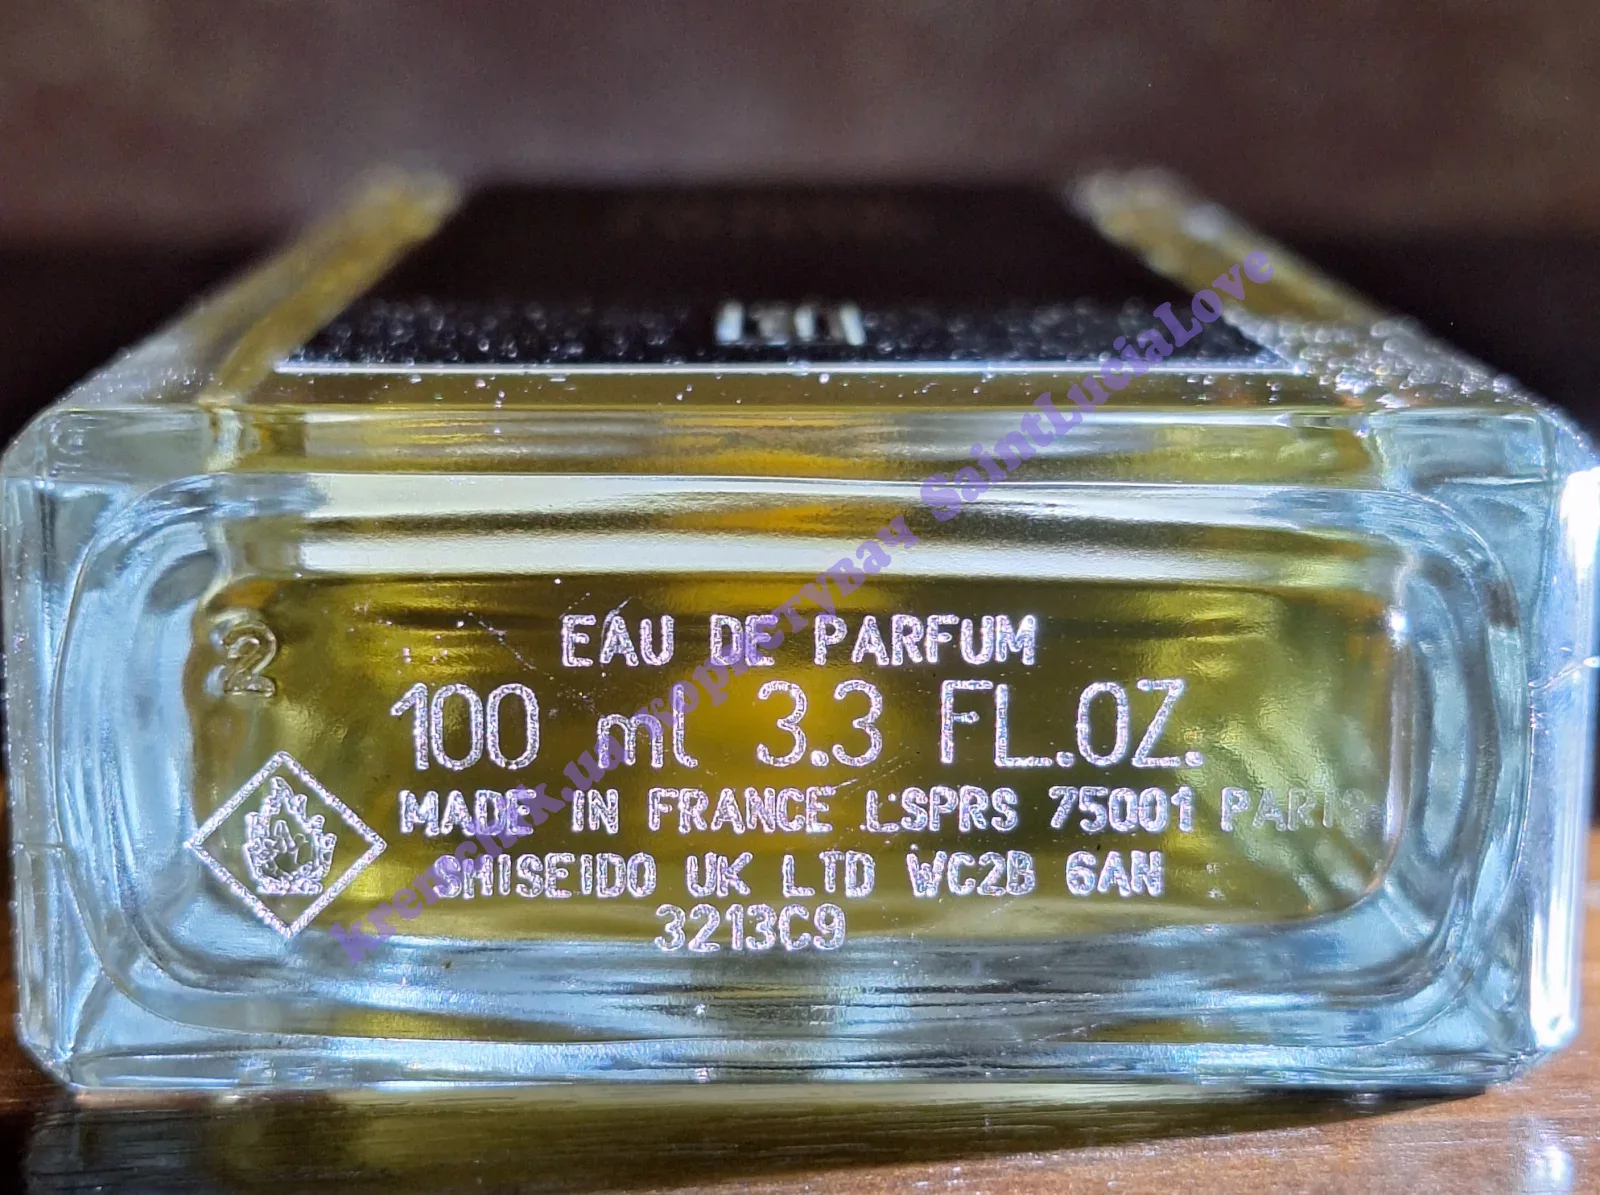 2
EAU DE PARFUM
100 ml 3.3 FL.OZ.
MADE IN FRANCE LSPRS 75001 PARIS
SHISEIDO UK LTD WC2B 6AN
3213C9
SaintLuciaLove